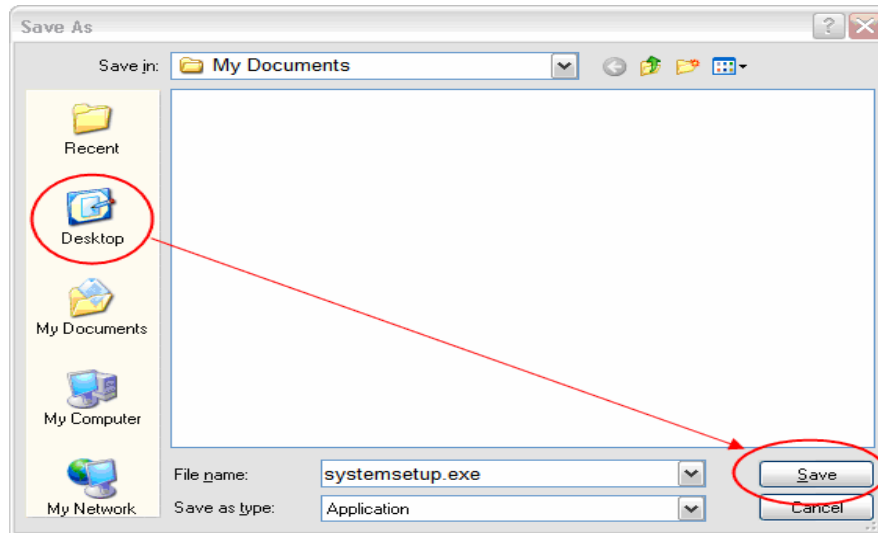 Save As
Save in: My Documents
Recent
Desktop
My Documents
My Computer
My Network
File name: systemsetup.exe Save
Save as type: Application Cancel